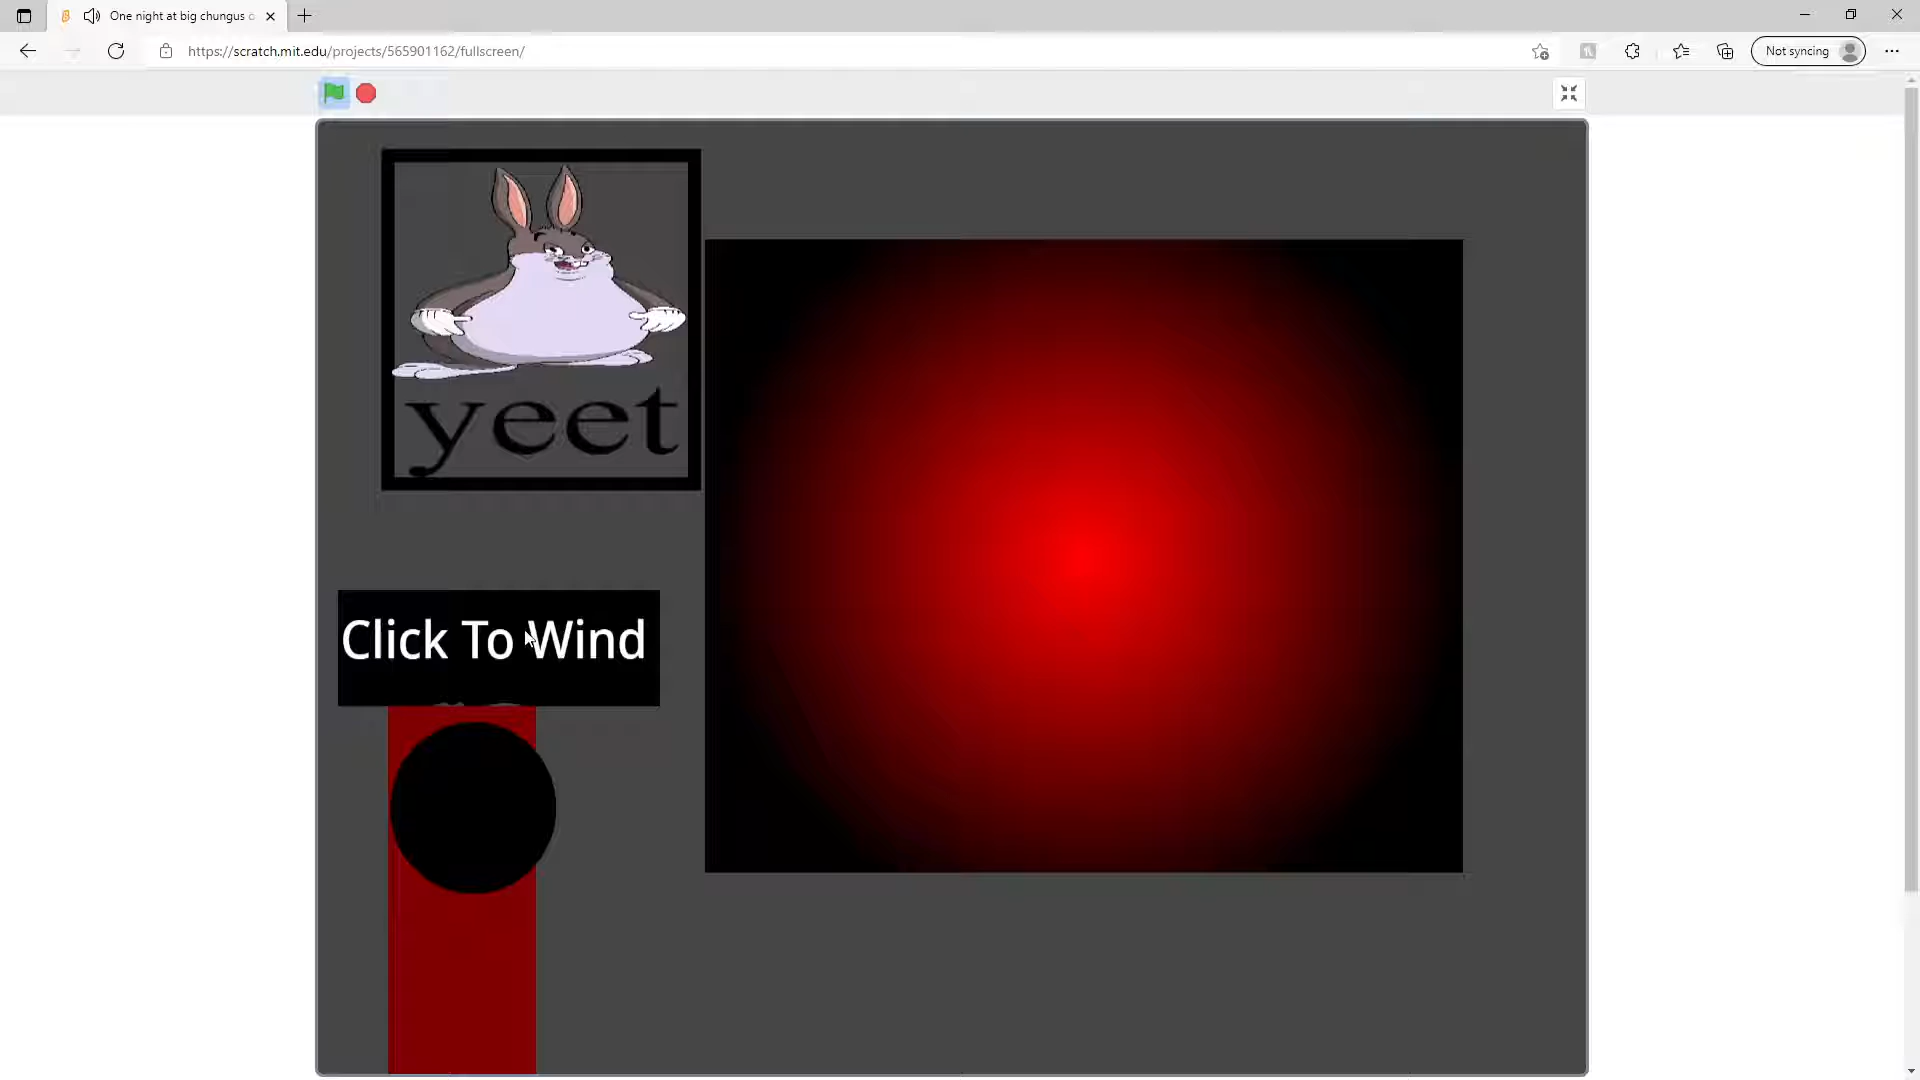 One night at big chungus
Not syncing
https://scratch.mit.edu/projects/565901162/fullscreen/
yeet
Click To Wind